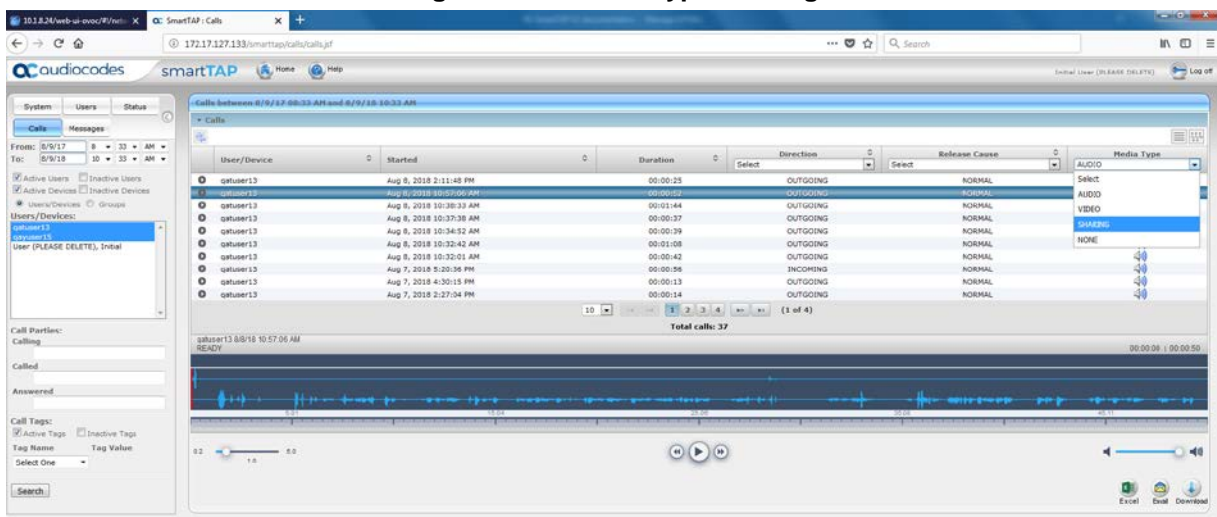 10.1.8.24/web-ui-ovoc/#!/netw X
SmartTAP : Calls
172.17.127.133/smarttap/calls/calls.jsf
Search
audiocodes
smartTAP
Home
Help
Initial User (PLEASE DELETE)
Log off
System Users Status
Calls Messages
From: 8/9/17 8 33 AM
To: 8/9/18 10 33 AM
Active Users Inactive Users
Active Devices Inactive Devices
Users/Devices Groups
Users/Devices:
qatuser13
qayuser15
User (PLEASE DELETE), Initial
Call Parties:
Calling
Called
Answered
Call Tags:
Active Tags Inactive Tags
Tag Name Tag Value
Select One
Search
Calls between 8/9/17 08:33 AM and 8/9/18 10:33 AM
Calls
User/Device Started Duration Direction Release Cause Media Type
Select Select AUDIO
Select
AUDIO
VIDEO
SHARING
NONE
qatuser13 Aug 8, 2018 2:11:48 PM 00:00:25 OUTGOING NORMAL
qatuser13 Aug 8, 2018 10:57:06 AM 00:00:52 OUTGOING NORMAL
qatuser13 Aug 8, 2018 10:38:33 AM 00:01:44 OUTGOING NORMAL
qatuser13 Aug 8, 2018 10:37:38 AM 00:00:37 OUTGOING NORMAL
qatuser13 Aug 8, 2018 10:34:52 AM 00:00:39 OUTGOING NORMAL
qatuser13 Aug 8, 2018 10:32:42 AM 00:01:08 OUTGOING NORMAL
qatuser13 Aug 8, 2018 10:32:01 AM 00:00:42 OUTGOING NORMAL
qatuser13 Aug 7, 2018 5:20:36 PM 00:00:56 INCOMING NORMAL
qatuser13 Aug 7, 2018 4:30:15 PM 00:00:13 OUTGOING NORMAL
qatuser13 Aug 7, 2018 2:27:04 PM 00:00:14 OUTGOING NORMAL
10 1 2 3 4 (1 of 4)
Total calls: 37
qatuser13 8/8/18 10:57:06 AM
READY
00:00:00 | 00:00:50
0.2 5.0
1.0
Excel Email Download